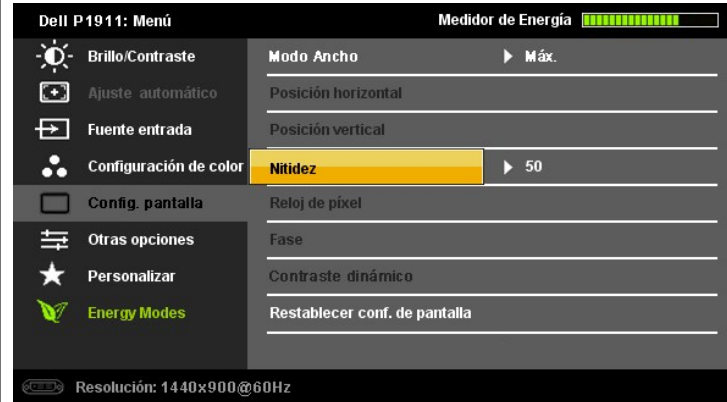 Dell P1911: Menú
Medidor de Energía
Brillo/Contraste
Modo Ancho
Máx.
Ajuste automático
Posición horizontal
Fuente entrada
Posición vertical
Configuración de color
Nitidez
50
Config. pantalla
Reloj de píxel
Otras opciones
Fase
Personalizar
Contraste dinámico
Energy Modes
Restablecer conf. de pantalla
Resolución: 1440x900@60Hz